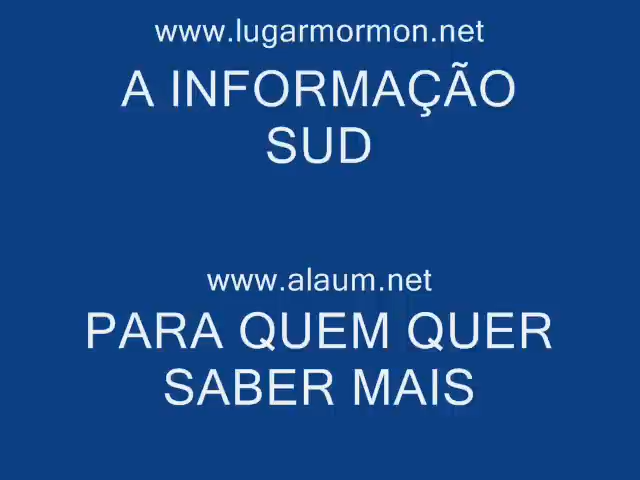 www.lugarmormon.net
A INFORMAÇÃO
SUD
www.alaum.net
PARA QUEM QUER
SABER MAIS